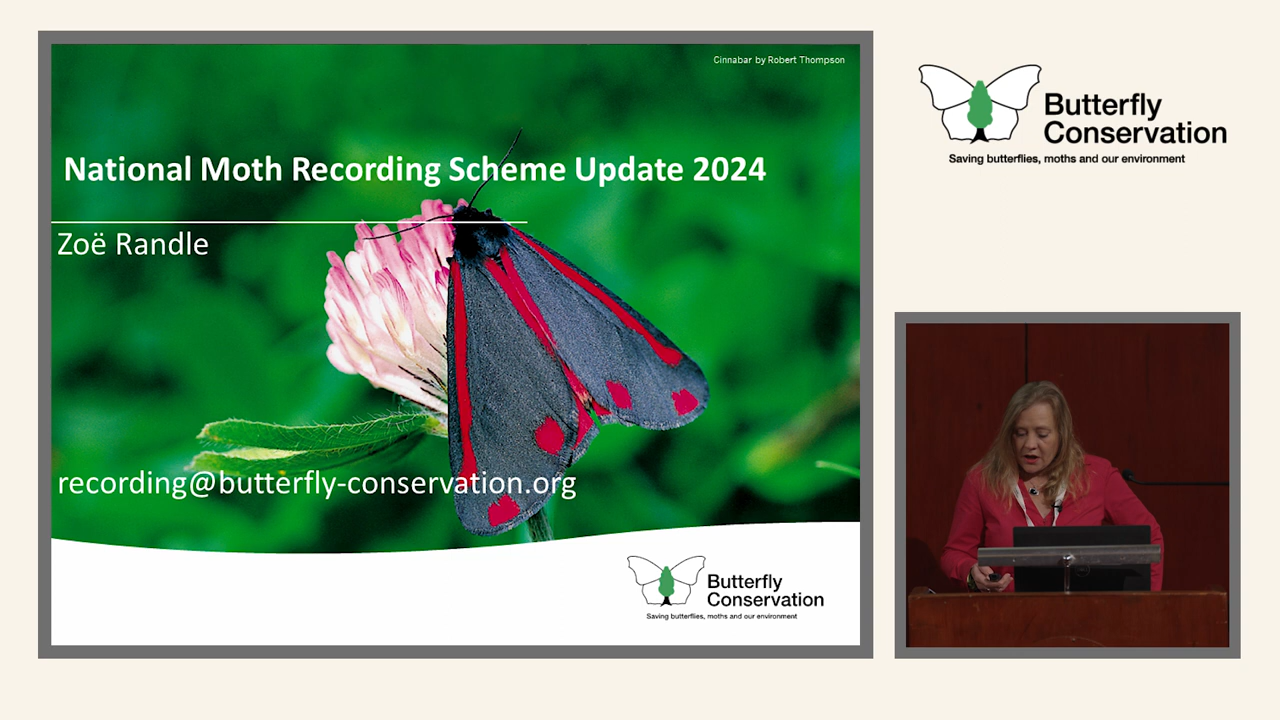 Cinnabar by Robert Thompson
National Moth Recording Scheme Update 2024
Zoë Randle
recording@butterfly-conservation.org
Butterfly
Conservation
Saving butterflies, moths and our environment
Butterfly
Conservation
Saving butterflies, moths and our environment